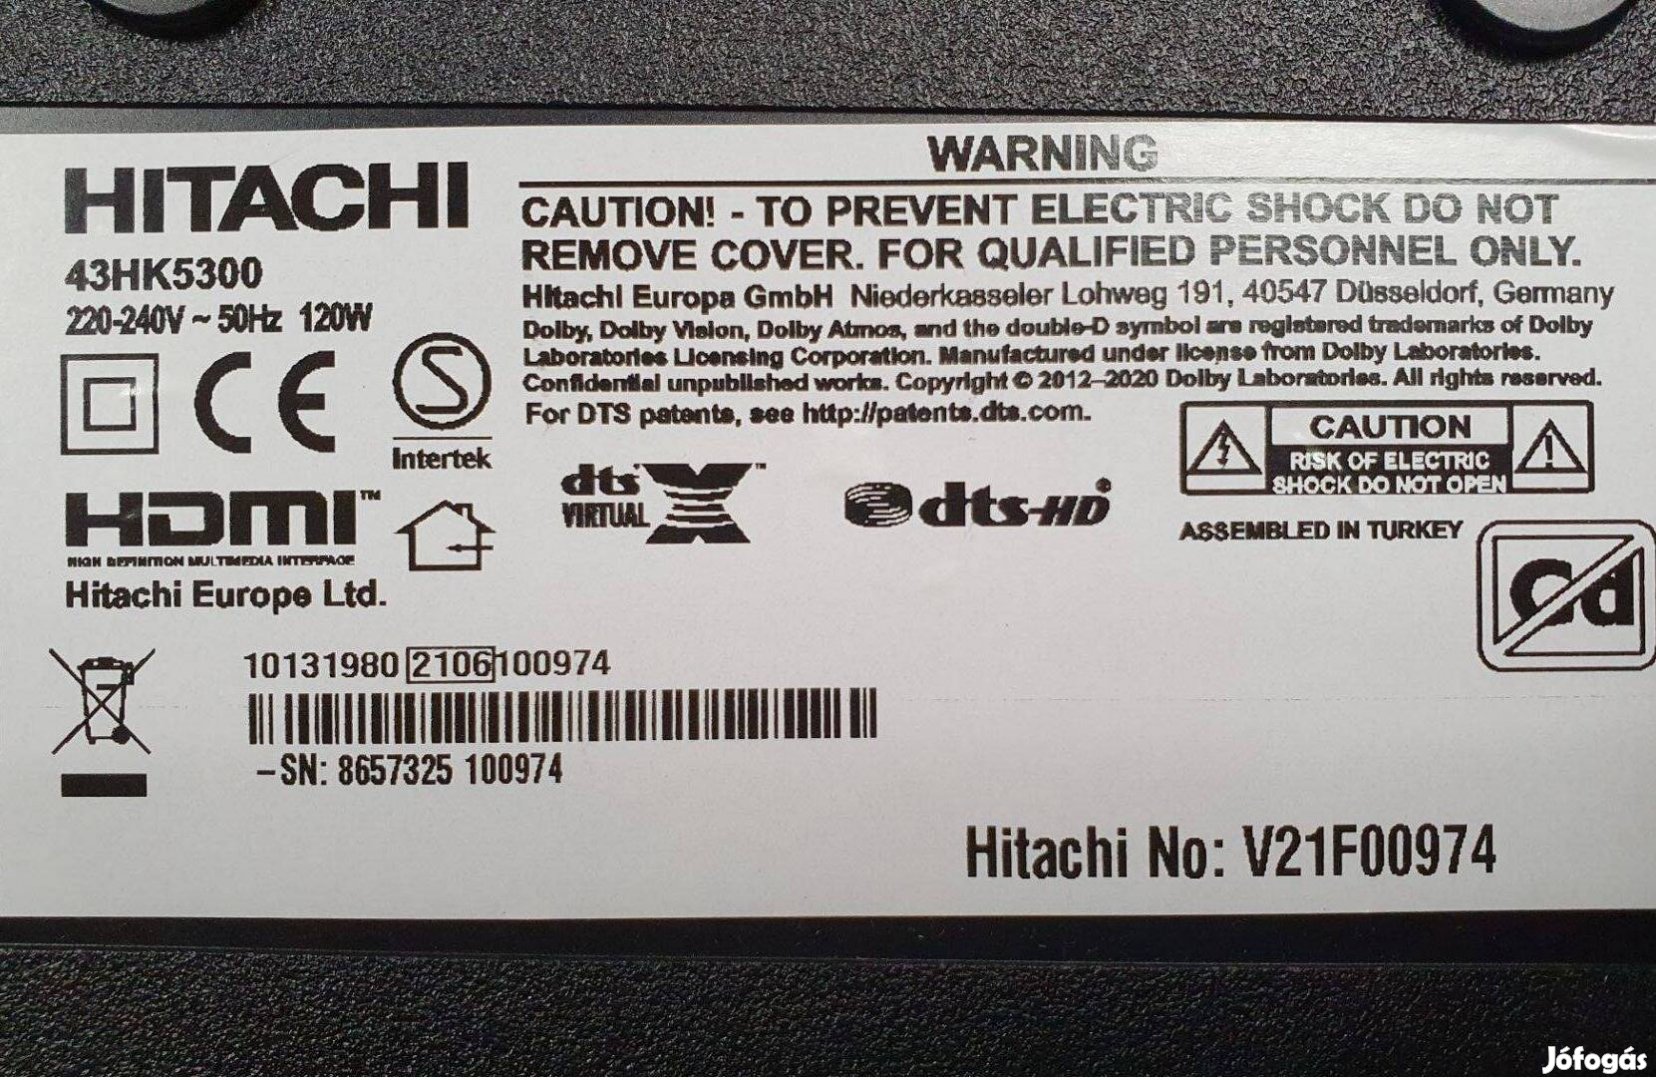 HITACHI
43HK5300
220-240V ~ 50Hz 120W
Intertek
HDMI™
HIGH DEFINITION MULTIMEDIA INTERFACE
Hitachi Europe Ltd.
WARNING
CAUTION! - TO PREVENT ELECTRIC SHOCK DO NOT
REMOVE COVER. FOR QUALIFIED PERSONNEL ONLY.
Hitachi Europa GmbH Niederkasseler Lohweg 191, 40547 Düsseldorf, Germany
Dolby, Dolby Vision, Dolby Atmos, and the double-D symbol are registered trademarks of Dolby
Laboratories Licensing Corporation. Manufactured under license from Dolby Laboratories.
Confidential unpublished works. Copyright © 2012–2020 Dolby Laboratories. All rights reserved.
For DTS patents, see http://patents.dts.com.
dts X™
VIRTUAL
dts-HD
CAUTION
RISK OF ELECTRIC
SHOCK DO NOT OPEN
ASSEMBLED IN TURKEY
Cd
10131980 2106 100974
–SN: 8657325 100974
Hitachi No: V21F00974
Jófogás